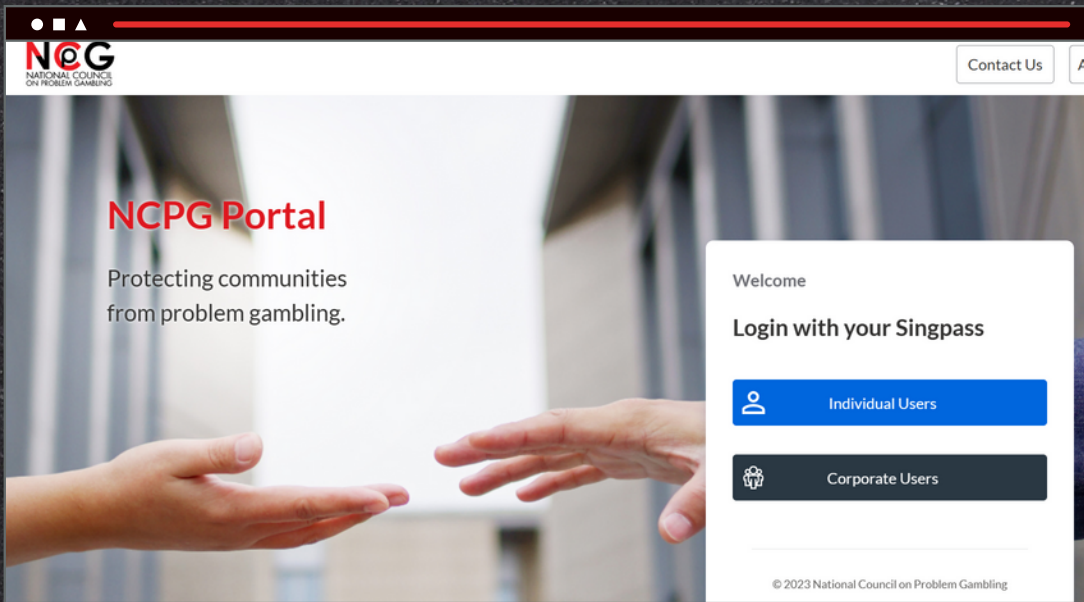 NCPG
NATIONAL COUNCIL
ON PROBLEM GAMBLING
Contact Us
NCPG Portal
Protecting communities
from problem gambling.
Welcome
Login with your Singpass
Individual Users
Corporate Users
© 2023 National Council on Problem Gambling